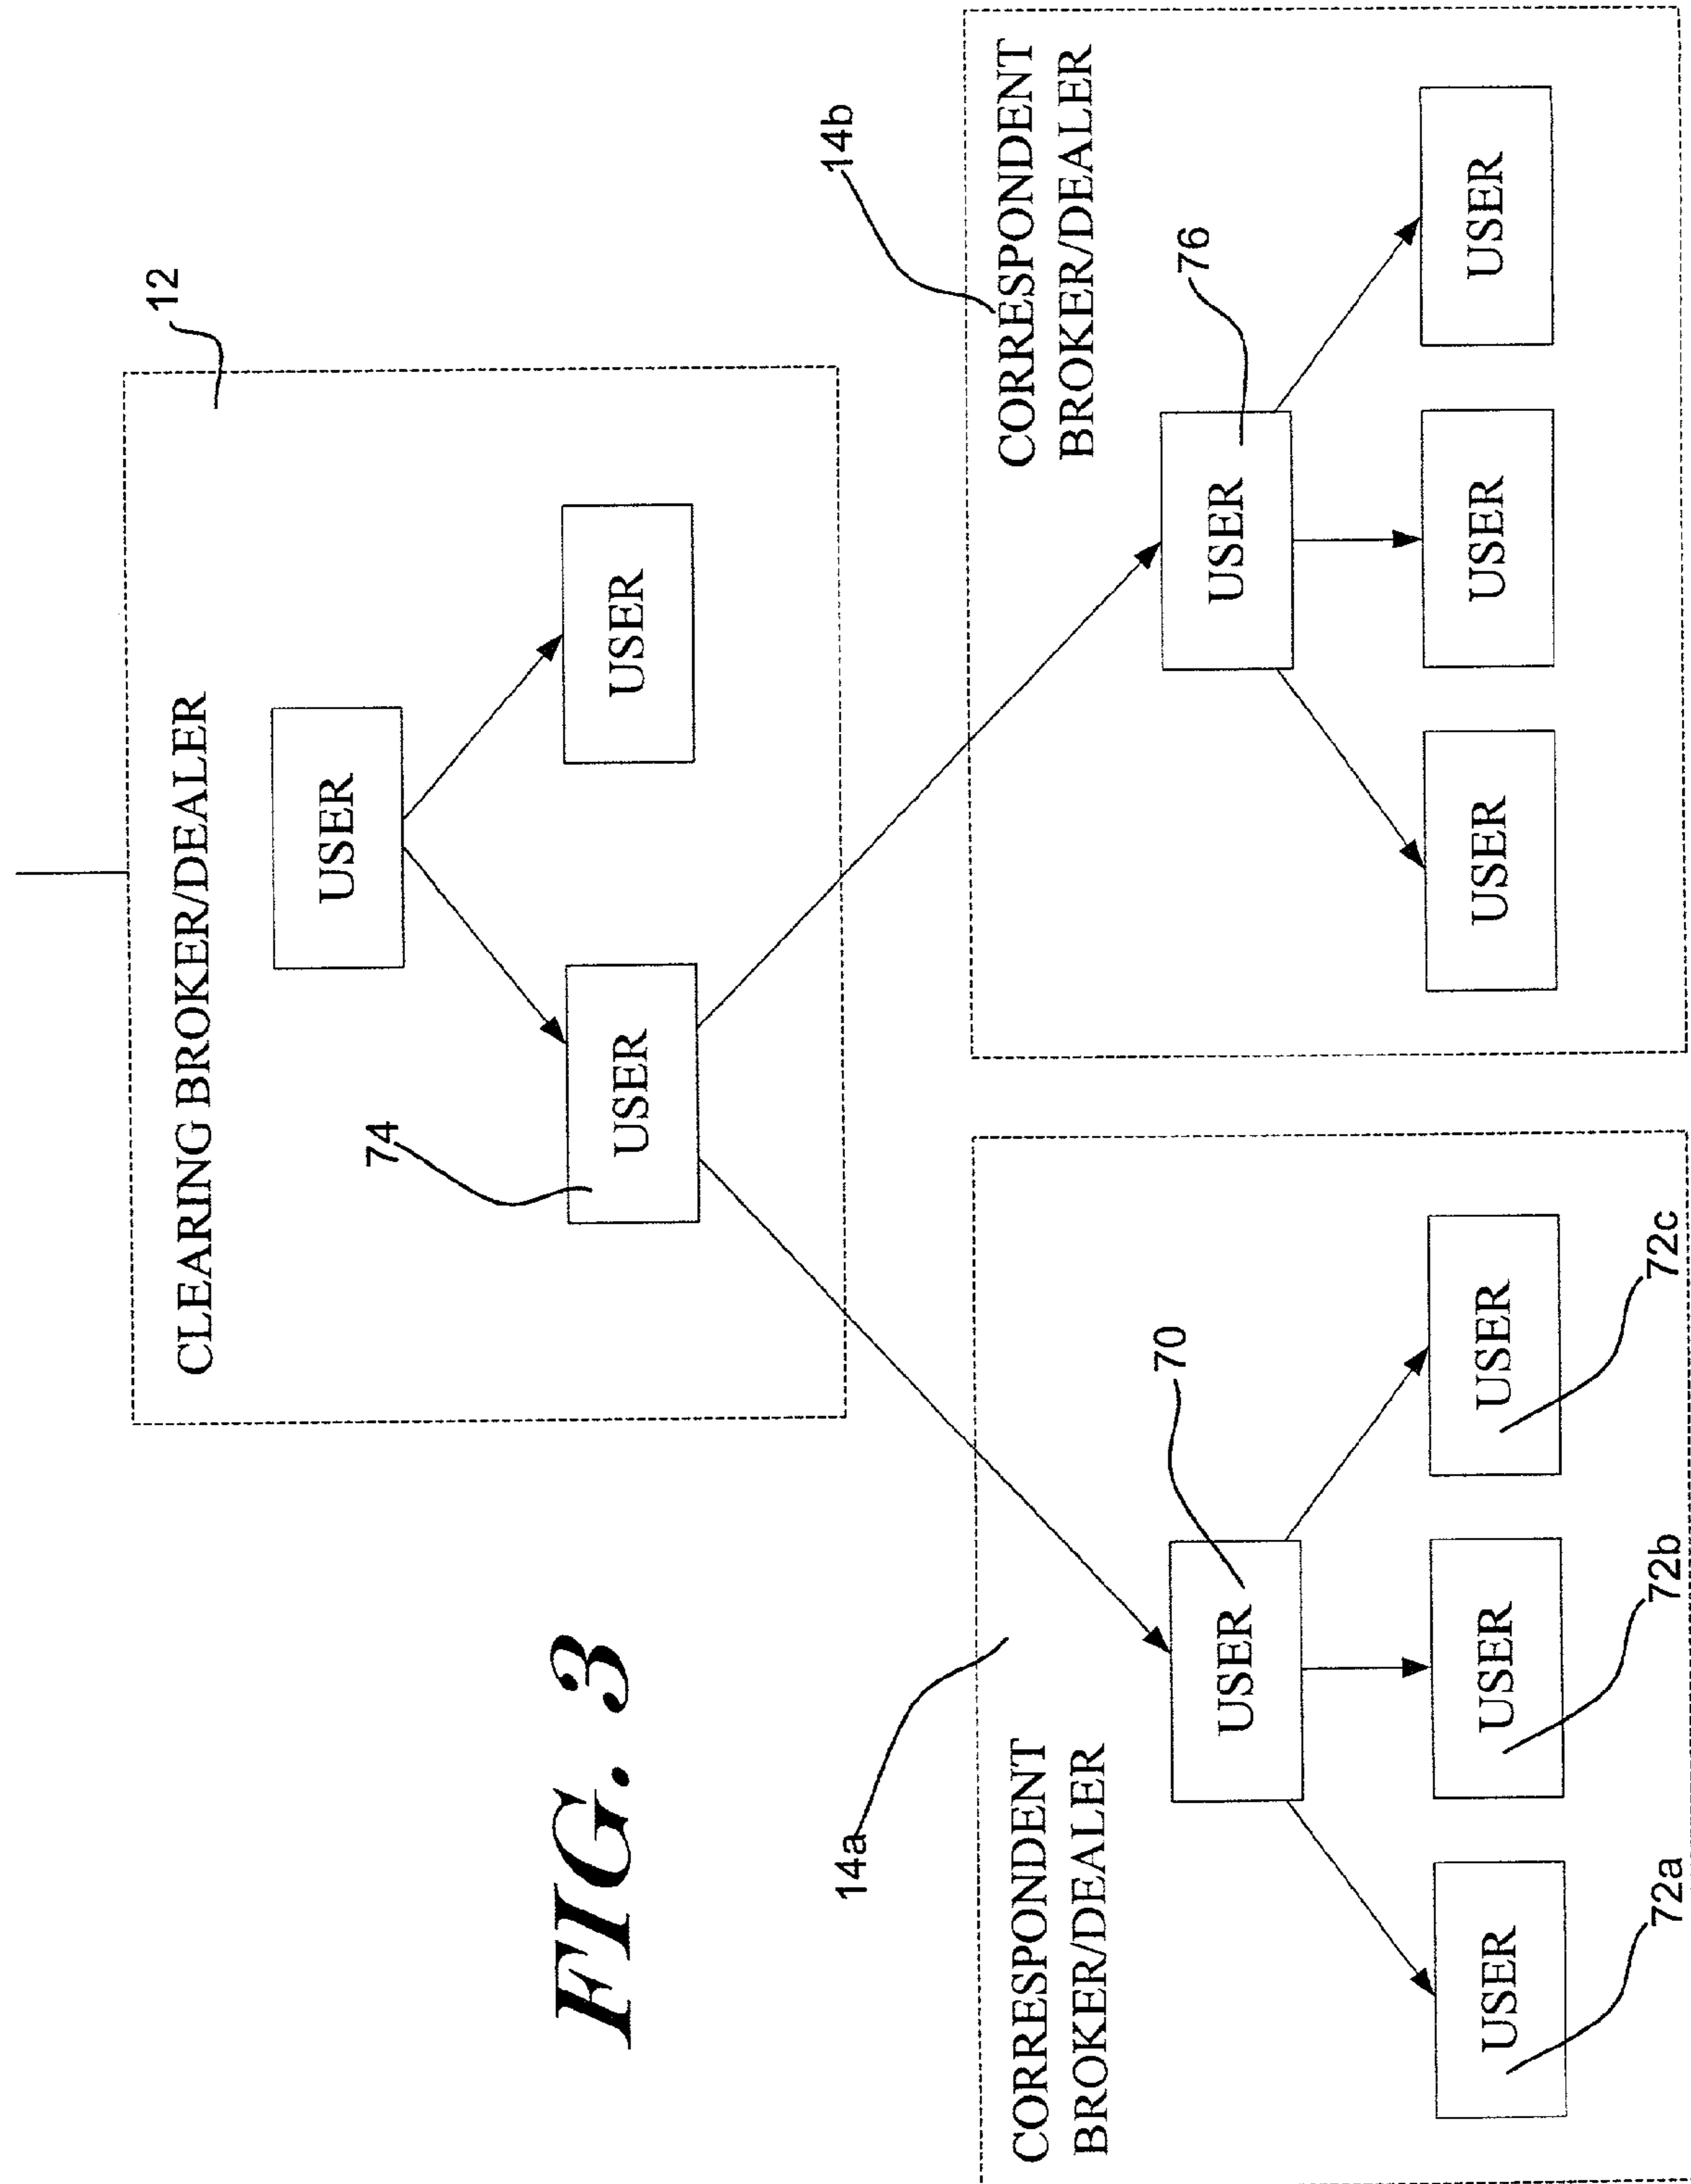 12
CLEARING BROKER/DEALER
USER
74
USER
USER
FIG. 3
14a
14b
CORRESPONDENT
BROKER/DEALER
70
USER
USER
USER
USER
72a
72b
72c
CORRESPONDENT
BROKER/DEALER
76
USER
USER
USER
USER